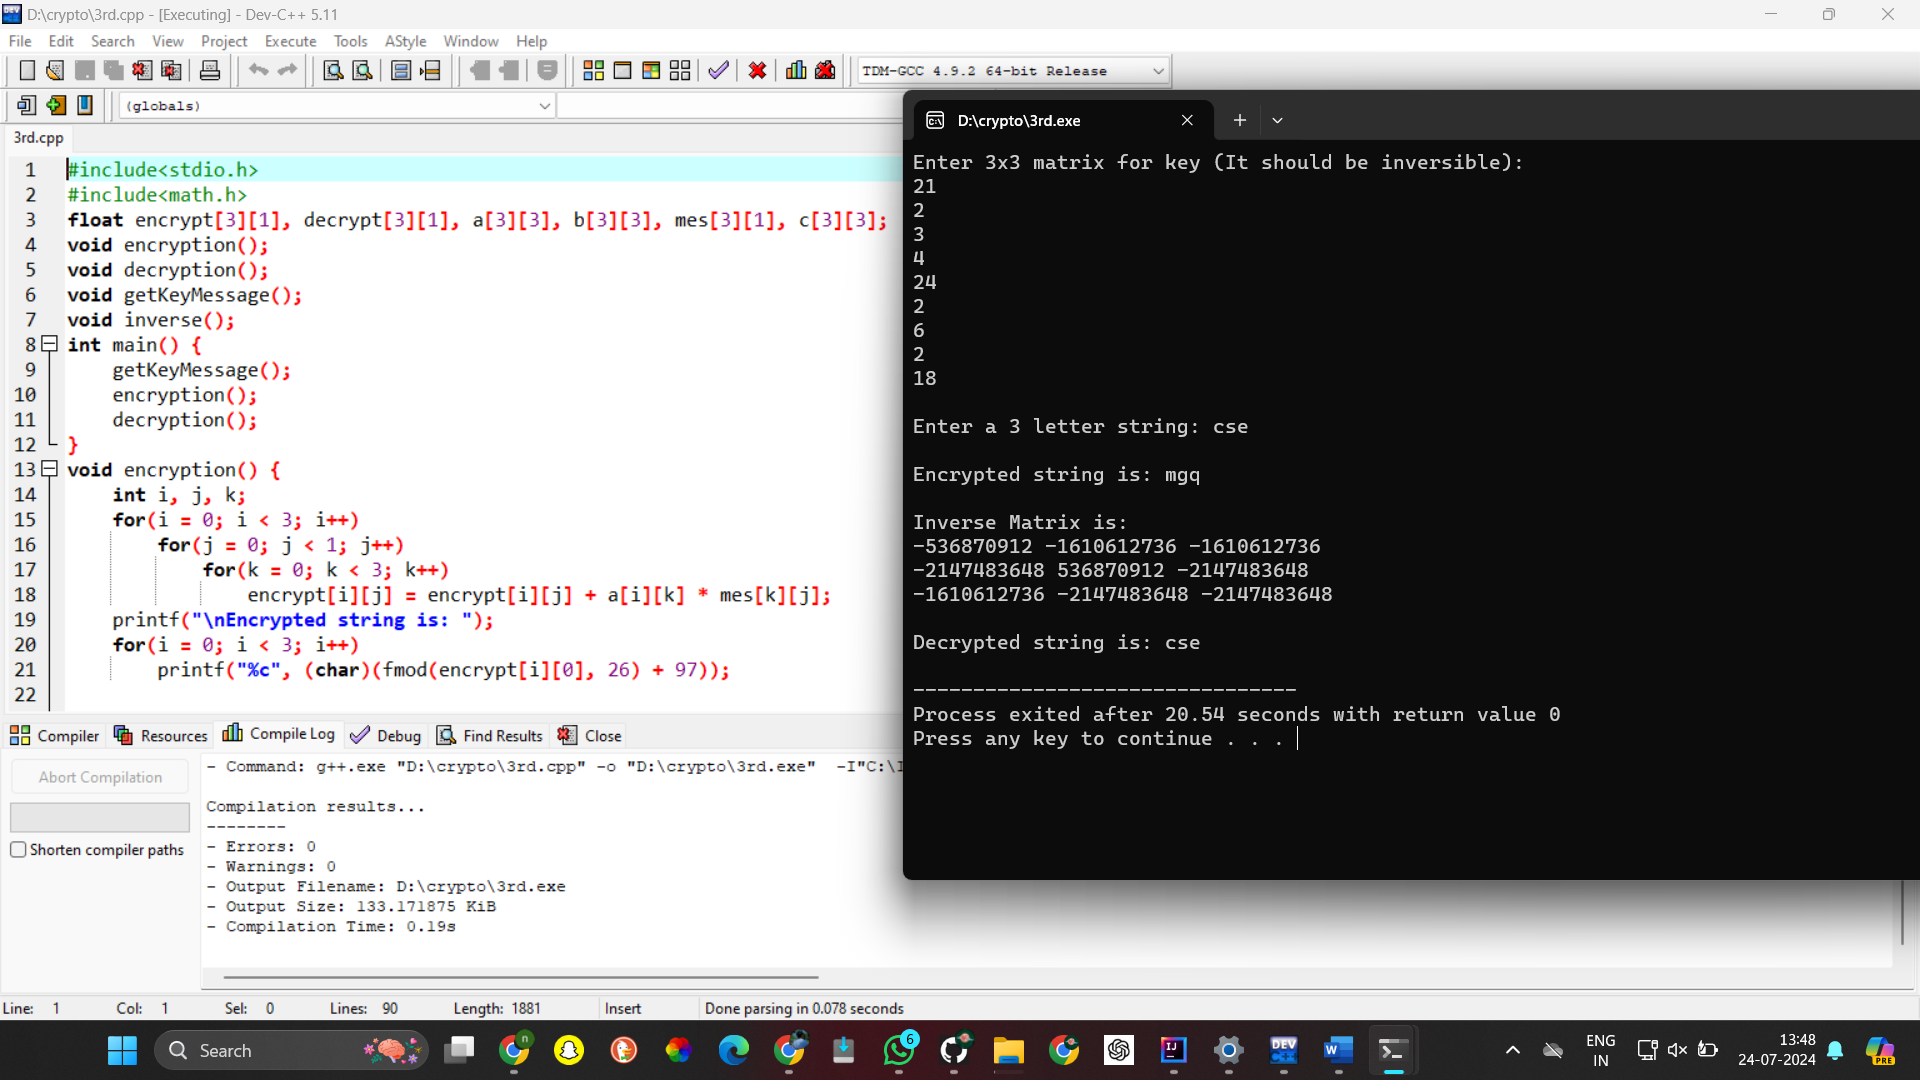 D:\crypto\3rd.cpp - [Executing] - Dev-C++ 5.11
File Edit Search View Project Execute Tools AStyle Window Help
TDM-GCC 4.9.2 64-bit Release
(globals)
3rd.cpp
1 #include<stdio.h>
2 #include<math.h>
3 float encrypt[3][1], decrypt[3][1], a[3][3], b[3][3], mes[3][1], c[3][3];
4 void encryption();
5 void decryption();
6 void getKeyMessage();
7 void inverse();
8 int main() {
9 getKeyMessage();
10 encryption();
11 decryption();
12 }
13 void encryption() {
14 int i, j, k;
15 for(i = 0; i < 3; i++)
16 for(j = 0; j < 1; j++)
17 for(k = 0; k < 3; k++)
18 encrypt[i][j] = encrypt[i][j] + a[i][k] * mes[k][j];
19 printf("\nEncrypted string is: ");
20 for(i = 0; i < 3; i++)
21 printf("%c", (char)(fmod(encrypt[i][0], 26) + 97));
22
D:\crypto\3rd.exe
Enter 3x3 matrix for key (It should be inversible):
21
2
3
4
24
2
6
2
18
Enter a 3 letter string: cse
Encrypted string is: mgq
Inverse Matrix is:
-536870912 -1610612736 -1610612736
-2147483648 536870912 -2147483648
-1610612736 -2147483648 -2147483648
Decrypted string is: cse
--------------------------------
Process exited after 20.54 seconds with return value 0
Press any key to continue . . .
Compiler Resources Compile Log Debug Find Results Close
Abort Compilation
Shorten compiler paths
- Command: g++.exe "D:\crypto\3rd.cpp" -o "D:\crypto\3rd.exe" -I"C:\
Compilation results...
--------
- Errors: 0
- Warnings: 0
- Output Filename: D:\crypto\3rd.exe
- Output Size: 133.171875 KiB
- Compilation Time: 0.19s
Line: 1 Col: 1 Sel: 0 Lines: 90 Length: 1881 Insert Done parsing in 0.078 seconds
Search
n
6
IJ
DEV
W
ENG
IN
13:48
24-07-2024
PRE